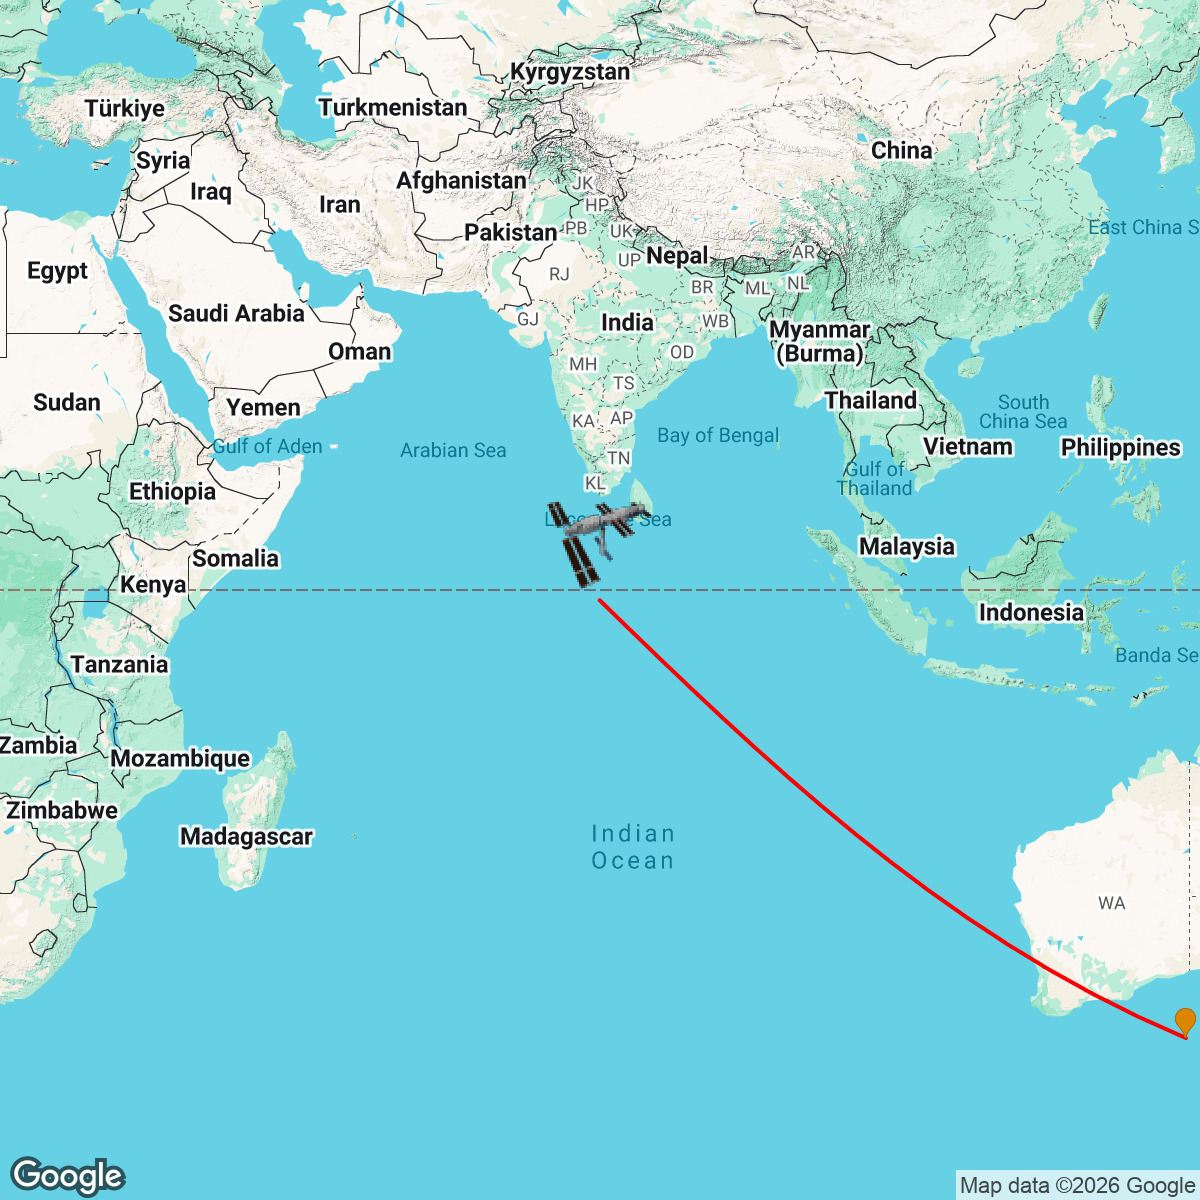 Kyrgyzstan
Türkiye
Turkmenistan
China
Syria
Afghanistan
Iraq
JK
Iran
HP
Pakistan
PB
UK
East China S
Nepal
AR
UP
Egypt
RJ
BR
ML
NL
Saudi Arabia
GJ
India
WB
Myanmar
(Burma)
Oman
OD
MH
TS
Sudan
Yemen
Thailand
South
China Sea
KA
AP
Gulf of Aden
Arabian Sea
Bay of Bengal
Vietnam
Philippines
TN
Gulf of
Thailand
KL
Ethiopia
Sea
Malaysia
Somalia
Kenya
Indonesia
Tanzania
Banda Se
Zambia
Mozambique
Zimbabwe
Madagascar
Indian
Ocean
WA
Google
Map data ©2026 Google